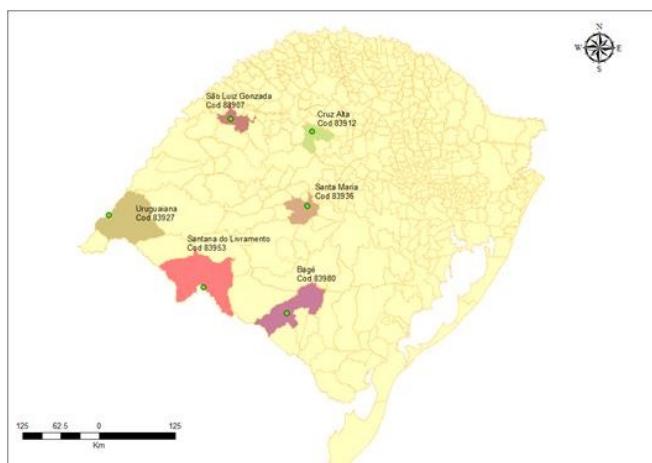 N
W E
S
São Luiz Gonzada
Cod 83907
Cruz Alta
Cod 83912
Santa Maria
Cod 83936
Uruguaiana
Cod 83927
Santana do Livramento
Cod 83953
Bagé
Cod 83980
125 62.5 0 125
Km